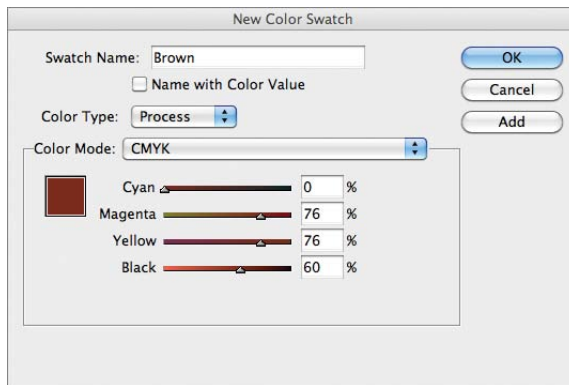 New Color Swatch
Swatch Name: Brown
Name with Color Value
Color Type: Process
Color Mode: CMYK
Cyan 0 %
Magenta 76 %
Yellow 76 %
Black 60 %
OK
Cancel
Add